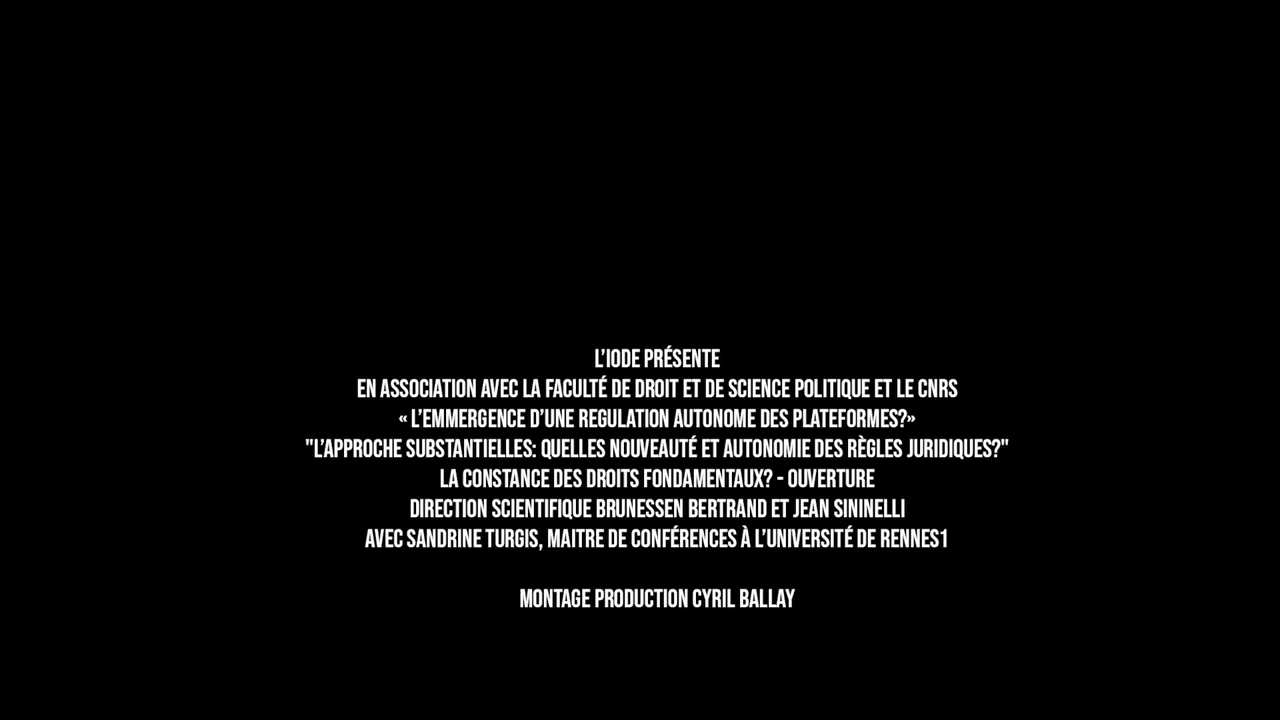 L'IODE PRÉSENTE
EN ASSOCIATION AVEC LA FACULTÉ DE DROIT ET DE SCIENCE POLITIQUE ET LE CNRS
« L'EMMERGENCE D'UNE REGULATION AUTONOME DES PLATEFORMES?»
"L'APPROCHE SUBSTANTIELLES: QUELLES NOUVEAUTÉ ET AUTONOMIE DES RÈGLES JURIDIQUES?"
LA CONSTANCE DES DROITS FONDAMENTAUX? - OUVERTURE
DIRECTION SCIENTIFIQUE BRUNESSEN BERTRAND ET JEAN SININELLI
AVEC SANDRINE TURGIS, MAITRE DE CONFÉRENCES À L'UNIVERSITÉ DE RENNES1
MONTAGE PRODUCTION CYRIL BALLAY